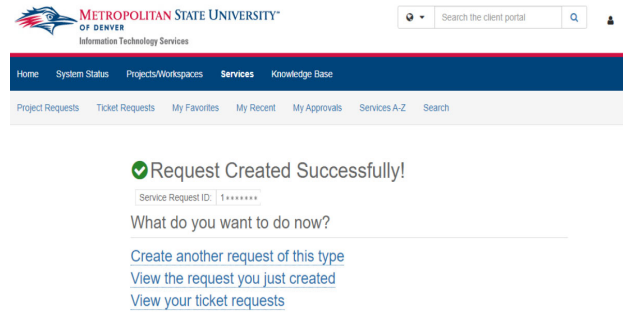 METROPOLITAN STATE UNIVERSITY™
OF DENVER
Information Technology Services
Search the client portal
Home System Status Projects/Workspaces Services Knowledge Base
Project Requests Ticket Requests My Favorites My Recent My Approvals Services A-Z Search
Request Created Successfully!
Service Request ID: 1*******
What do you want to do now?
Create another request of this type
View the request you just created
View your ticket requests